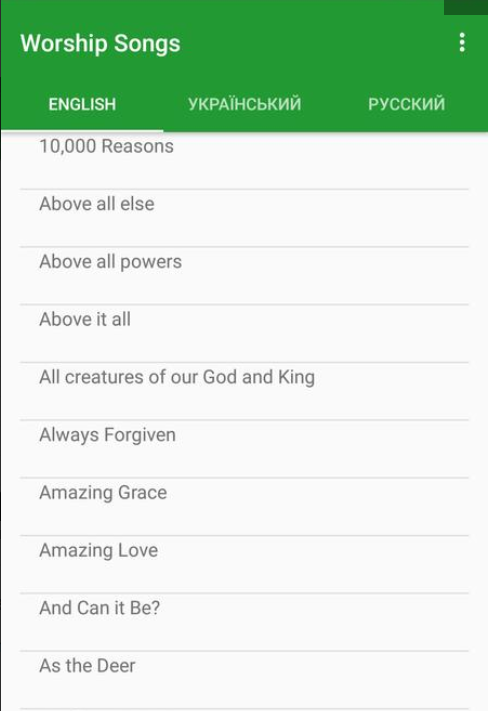 Worship Songs
ENGLISH УКРАЇНСЬКИЙ РУССКИЙ
10,000 Reasons
Above all else
Above all powers
Above it all
All creatures of our God and King
Always Forgiven
Amazing Grace
Amazing Love
And Can it Be?
As the Deer